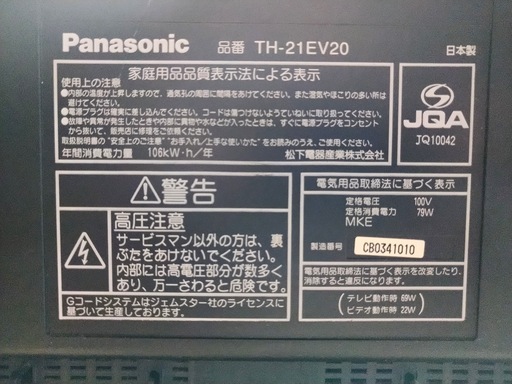 Panasonic 品番 TH-21EV20 日本製
家庭用品品質表示法による表示
使用上の注意
●内部の温度が上昇しますので、通気孔の周囲に間隔をあけてください。また湿気やほこりの多い所は
避けてください。
●電源プラグは確実に差し込んでください。コードは傷つけないようていねいに取り扱ってください。
●故障や異常が発生したときや内部に異物や水などが入ったときは、すぐに電源プラグをコンセント
から抜いて、販売店に修理をご依頼ください。
取扱説明書の"安全上のご注意" "お手入れ/上手な使いかた"をお読みのうえ、ご使用ください。
年間消費電力量 106kW·h/年 松下電器産業株式会社
JQA
JQ10042
警告
高圧注意
サービスマン以外の方は、裏
ぶたをあけないでください。
内部には高電圧部分が数多く
あり、万一さわると危険です。
Gコードシステムはジェムスター社のライセンスに
基づいて生産しております。
電気用品取締法に基づく表示
定格電圧 100V
定格消費電力 79W
MKE
製造番号 CB0341010
電気用品取締法に基づく表示を改変したり、
消除すると違反になります。
(テレビ動作時 69W
ビデオ動作時 22W)